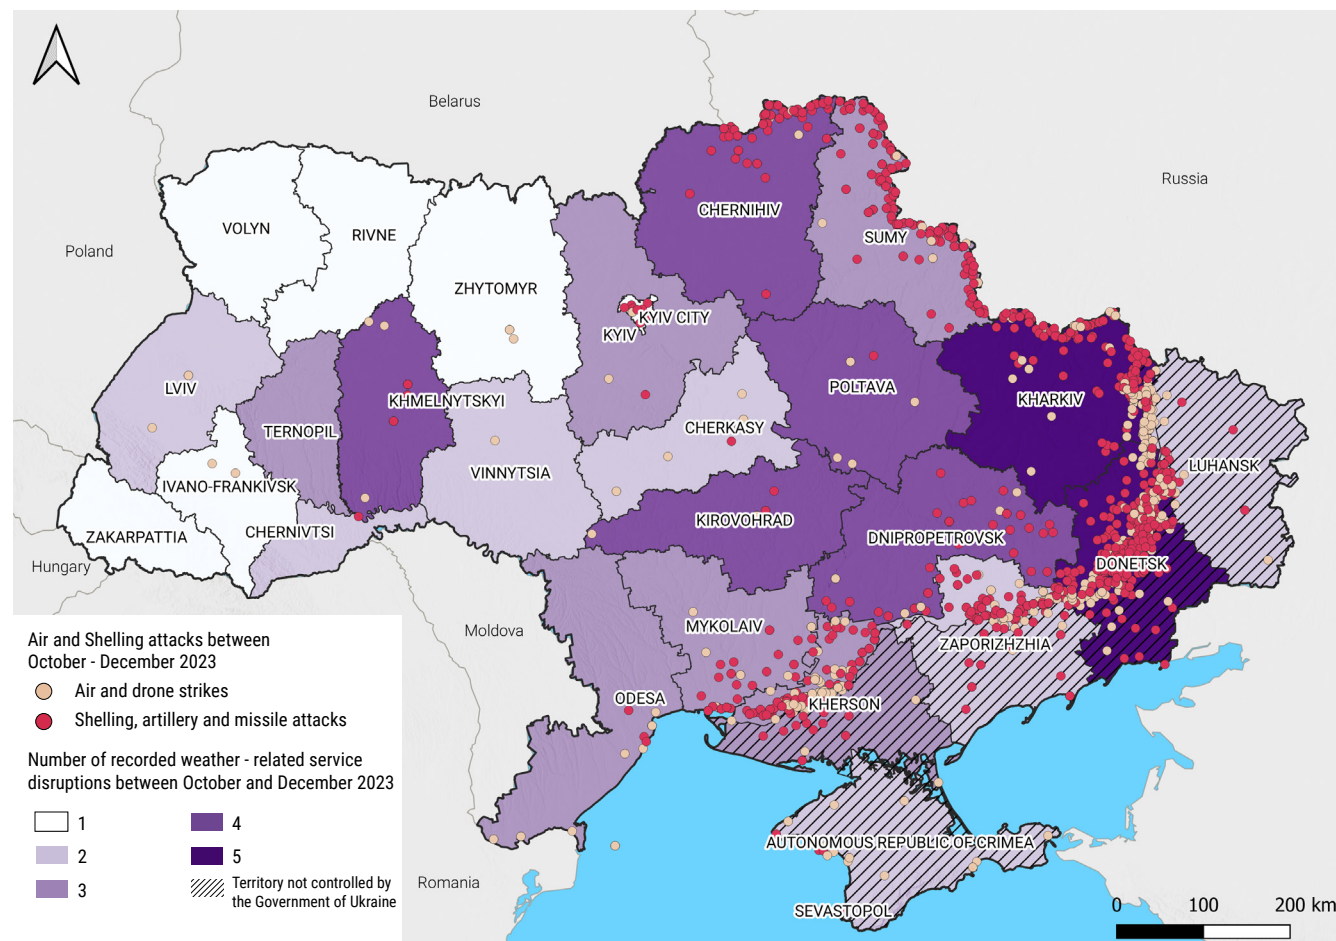 Belarus
Russia
Poland
VOLYN
RIVNE
CHERNIHIV
SUMY
ZHYTOMYR
KYIV CITY
KYIV
LVIV
KHMELNYTSKYI
POLTAVA
KHARKIV
TERNOPIL
CHERKASY
VINNYTSIA
LUHANSK
IVANO-FRANKIVSK
CHERNIVTSI
ZAKARPATTIA
KIROVOHRAD
DNIPROPETROVSK
DONETSK
Hungary
Moldova
MYKOLAIV
ZAPORIZHZHIA
ODESA
KHERSON
AUTONOMOUS REPUBLIC OF CRIMEA
Romania
SEVASTOPOL
Air and Shelling attacks between
October - December 2023
Air and drone strikes
Shelling, artillery and missile attacks
Number of recorded weather - related service
disruptions between October and December 2023
1
2
3
4
5
Territory not controlled by
the Government of Ukraine
0 100 200 km